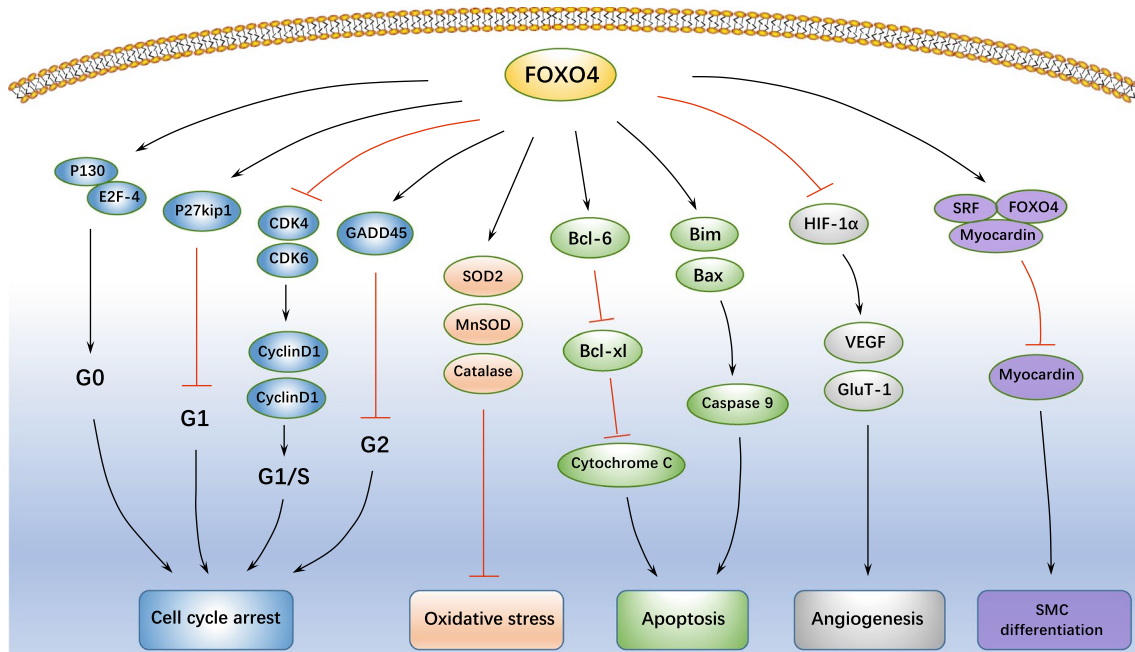 FOXO4
P130
E2F-4
P27kip1
CDK4
CDK6
GADD45
SOD2
MnSOD
Catalase
Bcl-6
Bim
Bax
HIF-1α
SRF
FOXO4
Myocardin
CyclinD1
CyclinD1
Bcl-xl
Caspase 9
Cytochrome C
VEGF
GluT-1
Myocardin
G0
G1
G1/S
G2
Cell cycle arrest
Oxidative stress
Apoptosis
Angiogenesis
SMC
differentiation